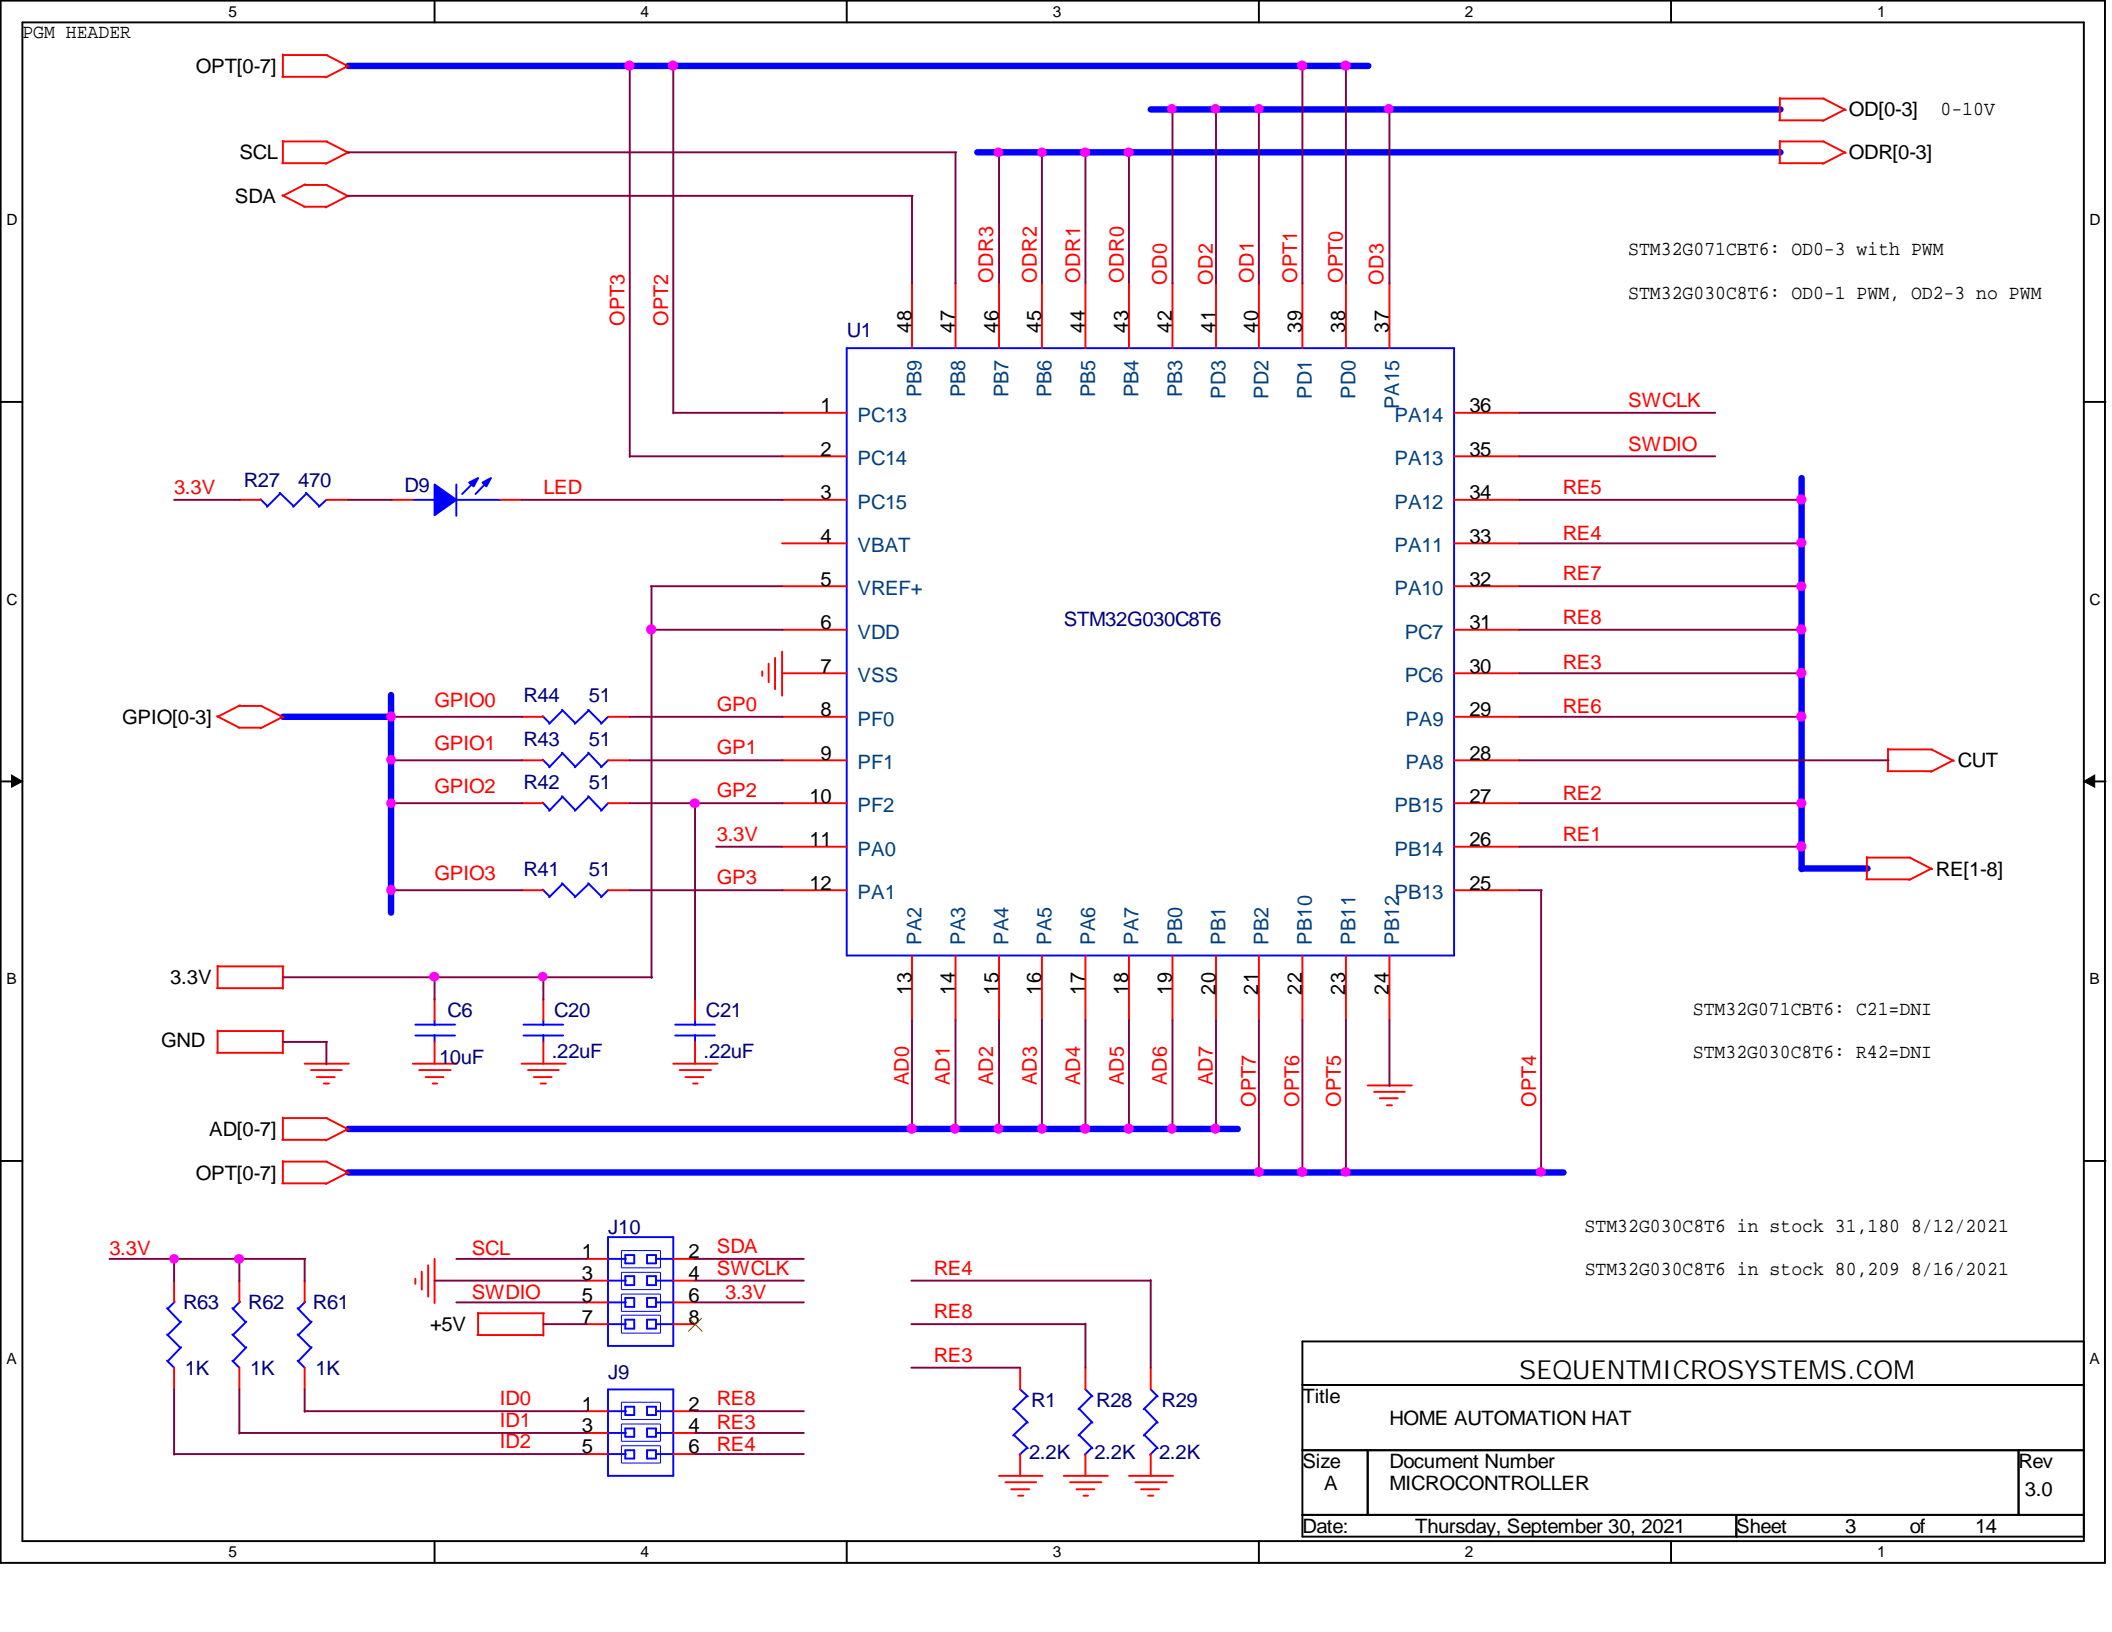 5 4 3 2 1
PGM HEADER
OPT[0-7]
OD[0-3] 0-10V
SCL
ODR[0-3]
SDA
D D
STM32G071CBT6: OD0-3 with PWM
STM32G030C8T6: OD0-1 PWM, OD2-3 no PWM
OPT3 OPT2 ODR3 ODR2 ODR1 ODR0 OD0 OD2 OD1 OPT1 OPT0 OD3
48 47 46 45 44 43 42 41 40 39 38 37
U1
PB9 PB8 PB7 PB6 PB5 PB4 PB3 PD3 PD2 PD1 PD0 PA15
1 PC13 PA14 36 SWCLK
2 PC14 PA13 35 SWDIO
3.3V R27 470 D9 LED 3 PC15 PA12 34 RE5
4 VBAT PA11 33 RE4
5 VREF+ PA10 32 RE7
C C
STM32G030C8T6
6 VDD PC7 31 RE8
7 VSS PC6 30 RE3
GPIO[0-3] GPIO0 R44 51 GP0 8 PF0 PA9 29 RE6
GPIO1 R43 51 GP1 9 PF1 PA8 28 CUT
GPIO2 R42 51 GP2 10 PF2 PB15 27 RE2
3.3V 11 PA0 PB14 26 RE1
RE[1-8]
GPIO3 R41 51 GP3 12 PA1 PB13 25
PA2 PA3 PA4 PA5 PA6 PA7 PB0 PB1 PB2 PB10 PB11 PB12
B 3.3V B
13 14 15 16 17 18 19 20 21 22 23 24
C6 C20 C21
STM32G071CBT6: C21=DNI
GND
10uF .22uF .22uF
STM32G030C8T6: R42=DNI
AD0 AD1 AD2 AD3 AD4 AD5 AD6 AD7 OPT7 OPT6 OPT5 OPT4
AD[0-7]
OPT[0-7]
J10
STM32G030C8T6 in stock 31,180 8/12/2021
3.3V SCL 1 2 SDA
3 4 SWCLK
RE4
STM32G030C8T6 in stock 80,209 8/16/2021
R63 R62 R61 SWDIO 5 6 3.3V
RE8
+5V 7 8
RE3
A A
1K 1K 1K
J9
SEQUENTMICROSYSTEMS.COM
Title
HOME AUTOMATION HAT
ID0 1 2 RE8
R1 R28 R29
ID1 3 4 RE3
ID2 5 6 RE4
2.2K 2.2K 2.2K
Size Document Number Rev
A MICROCONTROLLER 3.0
Date: Thursday, September 30, 2021 Sheet 3 of 14
5 4 3 2 1